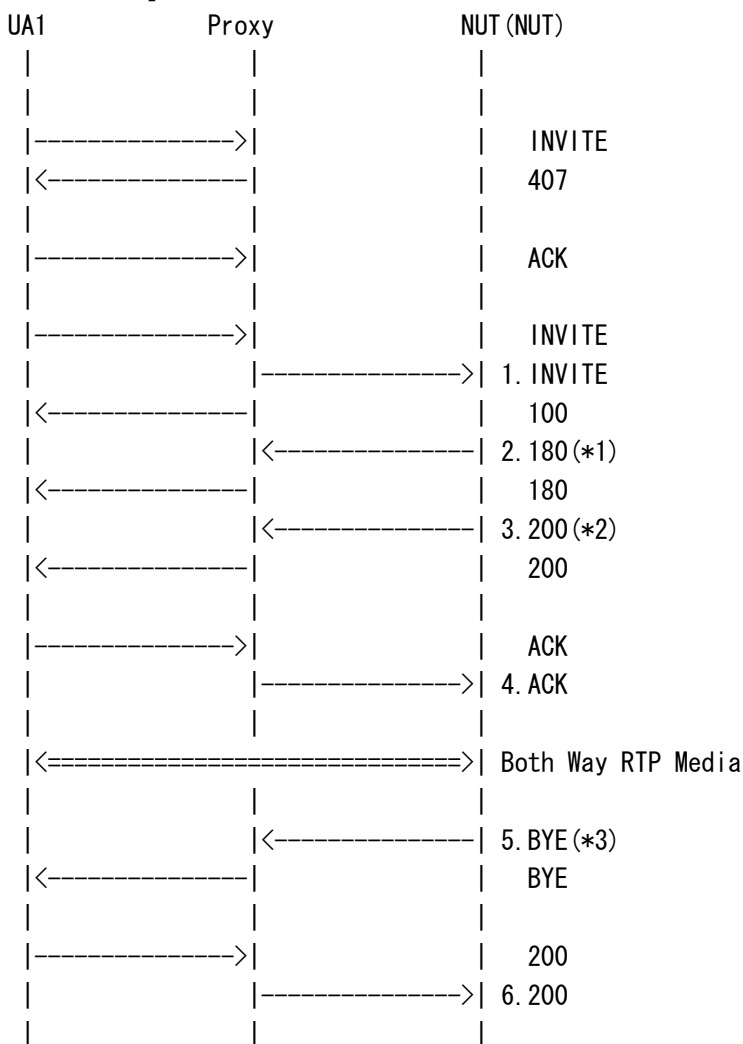 UA1 Proxy NUT(NUT)
| | |
| | |
|--------------->| | INVITE
|<---------------| | 407
| | |
|--------------->| | ACK
| | |
|--------------->| | INVITE
| |--------------->| 1.INVITE
|<---------------| | 100
| |<---------------| 2.180(*1)
|<---------------| | 180
| |<---------------| 3.200(*2)
|<---------------| | 200
| | |
|--------------->| | ACK
| |--------------->| 4.ACK
| | |
|<================================>| Both Way RTP Media
| | |
| |<---------------| 5.BYE(*3)
|<---------------| | BYE
| | |
|--------------->| | 200
| |--------------->| 6.200
| | |